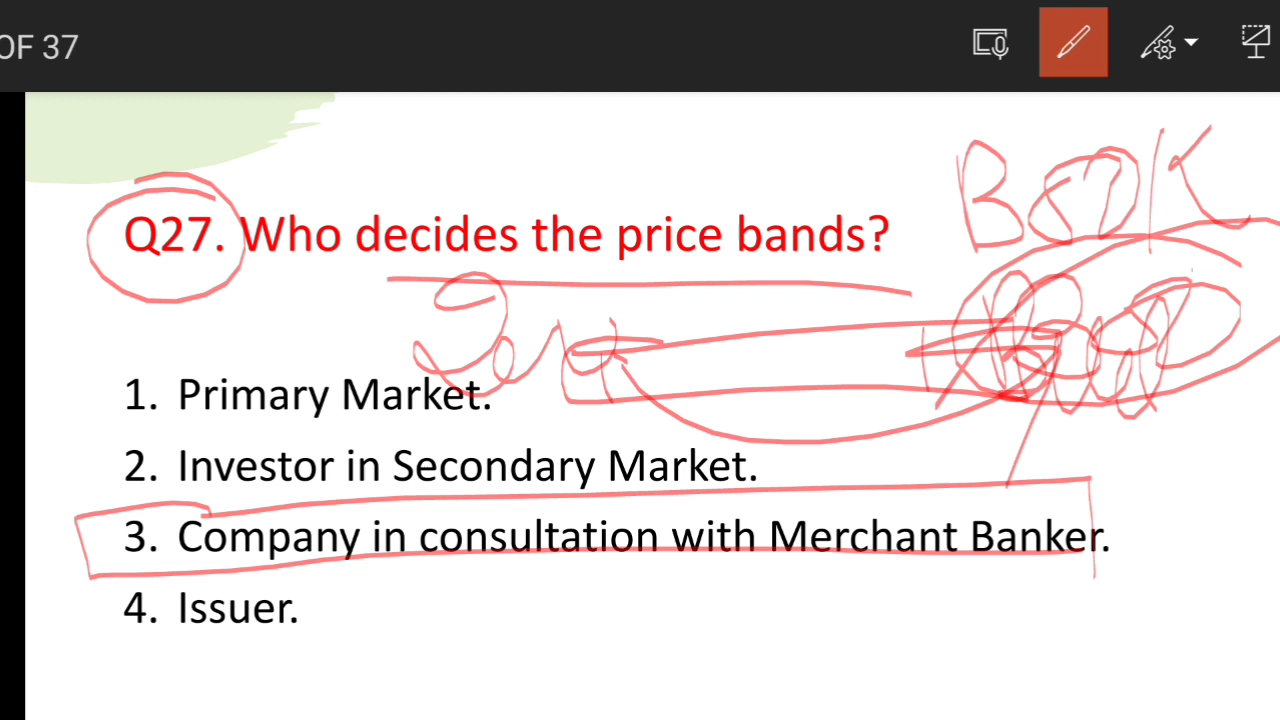 OF 37
BOOK
Q27. Who decides the price bands?
1. Primary Market.
2. Investor in Secondary Market.
3. Company in consultation with Merchant Banker.
4. Issuer.